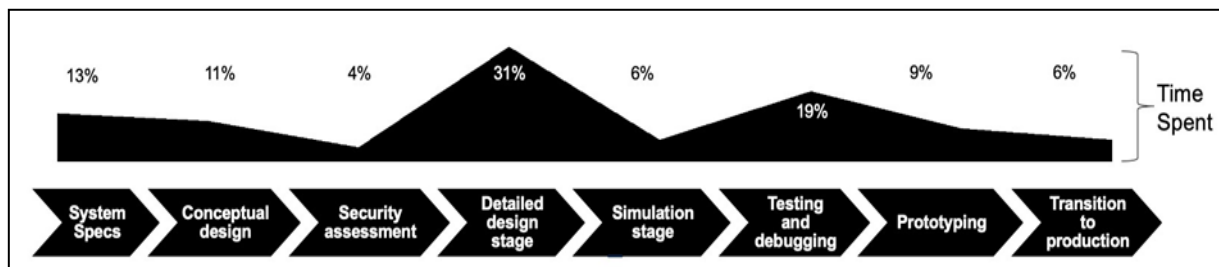 13%
11%
4%
31%
6%
19%
9%
6%
Time
Spent
System
Specs
Conceptual
design
Security
assessment
Detailed
design
stage
Simulation
stage
Testing
and
debugging
Prototyping
Transition
to
production